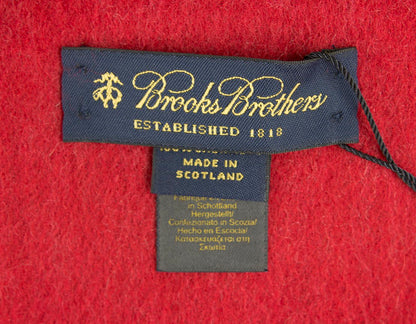 Brooks Brothers
ESTABLISHED 1818
MADE IN
SCOTLAND
in Schottland
Hergestellt/
Confezionato in Scozia/
Hecho en Escocia/
Κατασκευάζεται στη
Σκωτία